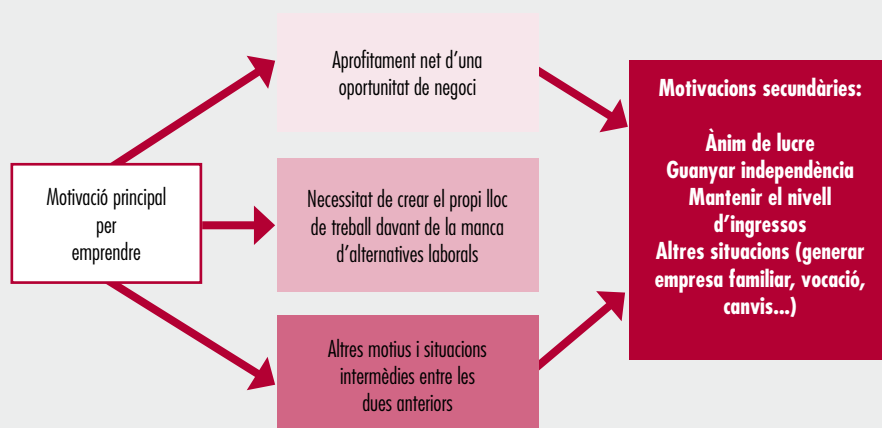 Motivació principal
per
emprendre
Aprofitament net d'una
oportunitat de negoci
Necessitat de crear el propi lloc
de treball davant de la manca
d'alternatives laborals
Altres motius i situacions
intermèdies entre les
dues anteriors
Motivacions secundàries:
Ànim de lucre
Guanyar independència
Mantenir el nivell
d'ingressos
Altres situacions (generar
empresa familiar, vocació,
canvis...)